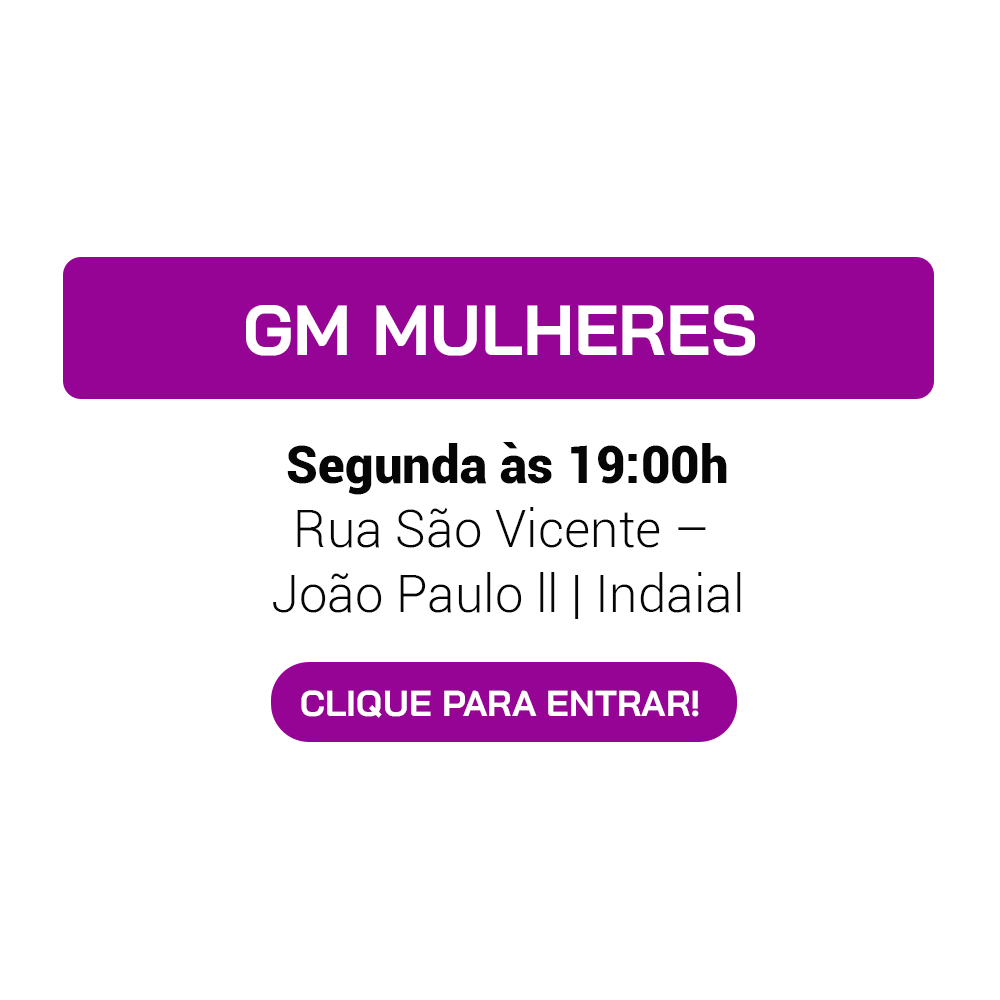 GM MULHERES
Segunda às 19:00h
Rua São Vicente –
João Paulo ll | Indaial
CLIQUE PARA ENTRAR!